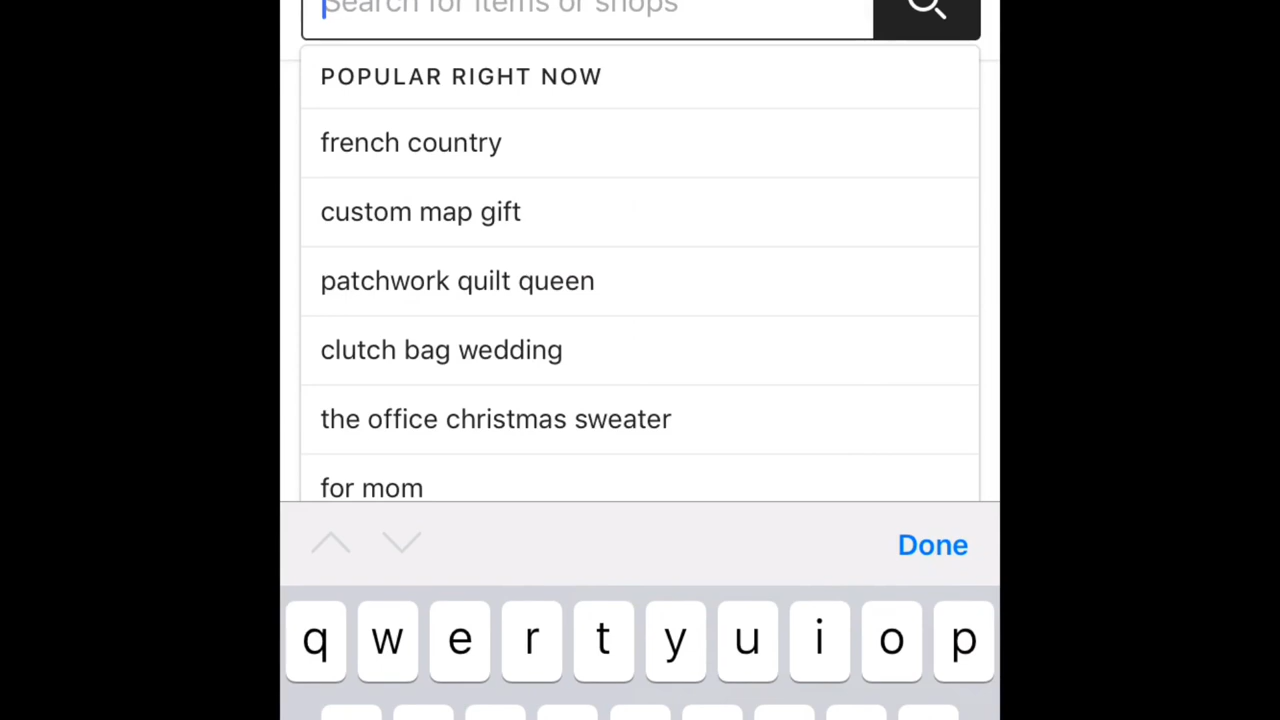 Search for items or shops
POPULAR RIGHT NOW
french country
custom map gift
patchwork quilt queen
clutch bag wedding
the office christmas sweater
for mom
Done
q w e r t y u i o p